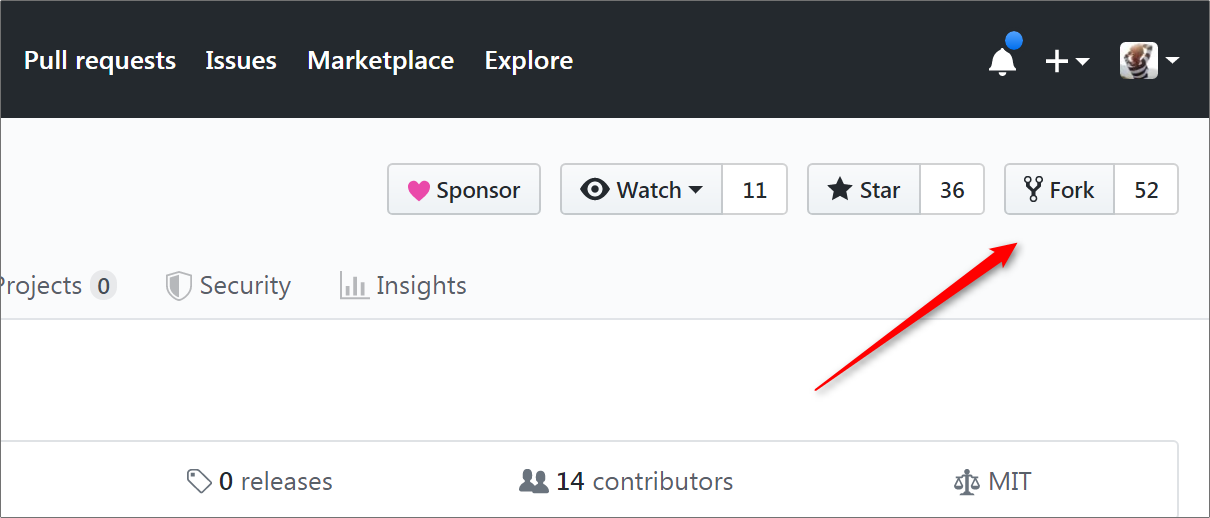 Pull requests Issues Marketplace Explore
Sponsor Watch 11 Star 36 Fork 52
Projects 0 Security Insights
0 releases 14 contributors MIT